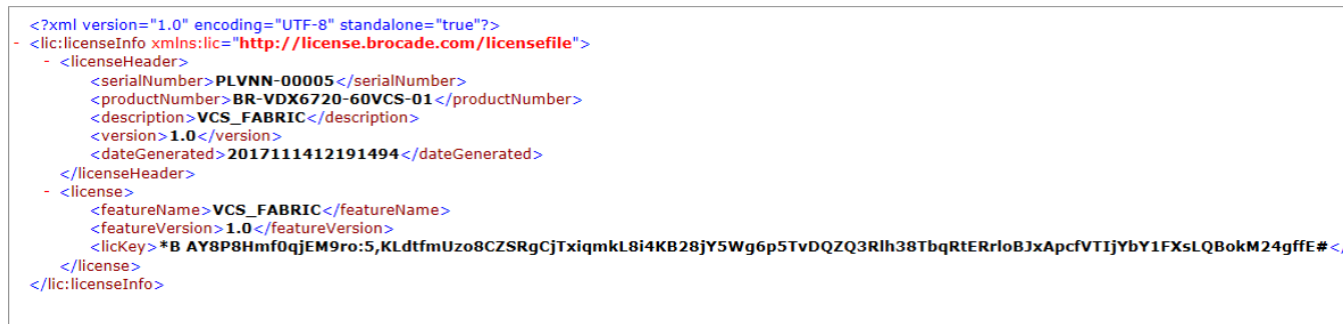 <?xml version="1.0" encoding="UTF-8" standalone="true"?>
- <lic:licenseInfo xmlns:lic="http://license.brocade.com/licensefile">
- <licenseHeader>
<serialNumber>PLVNN-00005</serialNumber>
<productNumber>BR-VDX6720-60VCS-01</productNumber>
<description>VCS_FABRIC</description>
<version>1.0</version>
<dateGenerated>2017111412191494</dateGenerated>
</licenseHeader>
- <license>
<featureName>VCS_FABRIC</featureName>
<featureVersion>1.0</featureVersion>
<licKey>*B AY8P8Hmf0qjEM9ro:5,KLdtfmUzo8CZSRgCjTxiqmkL8i4KB28jY5Wg6p5TvDQZQ3Rlh38TbqRtERrloBJxApcfVTIjYbY1FXsLQBokM24gffE#</
</license>
</lic:licenseInfo>